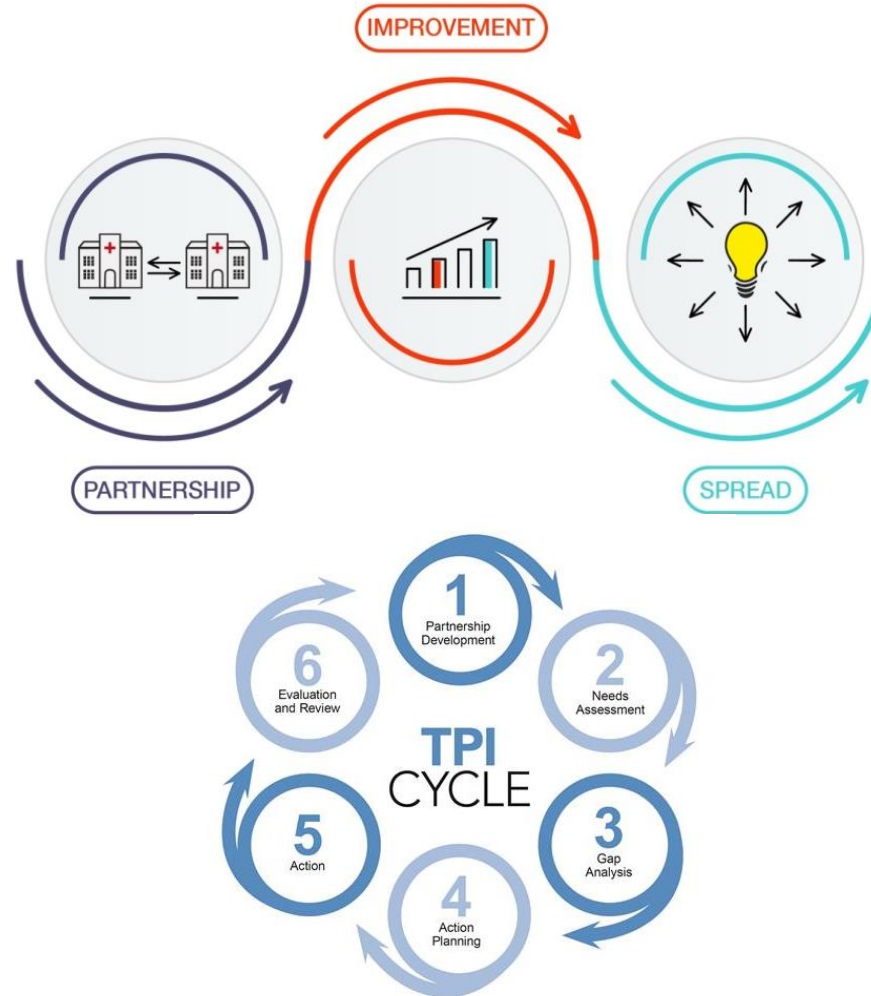 IMPROVEMENT
PARTNERSHIP
SPREAD
1
Partnership
Development
2
Needs
Assessment
3
Gap
Analysis
4
Action
Planning
5
Action
6
Evaluation
and Review
TPI
CYCLE